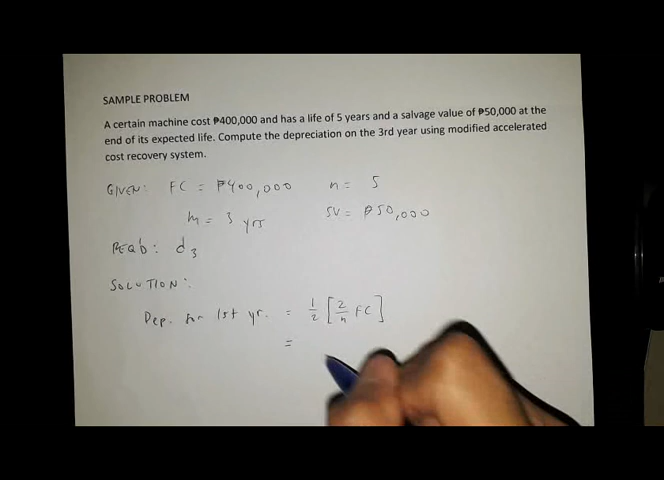 SAMPLE PROBLEM
A certain machine cost ₱400,000 and has a life of 5 years and a salvage value of ₱50,000 at the
end of its expected life. Compute the depreciation on the 3rd year using modified accelerated
cost recovery system.
GIVEN: FC = ₱400,000 n = 5
m = 3 yrs SV = ₱50,000
REQ'D: d₃
SOLUTION:
Dep. for 1st yr. = 1/2 [2/n FC]
=